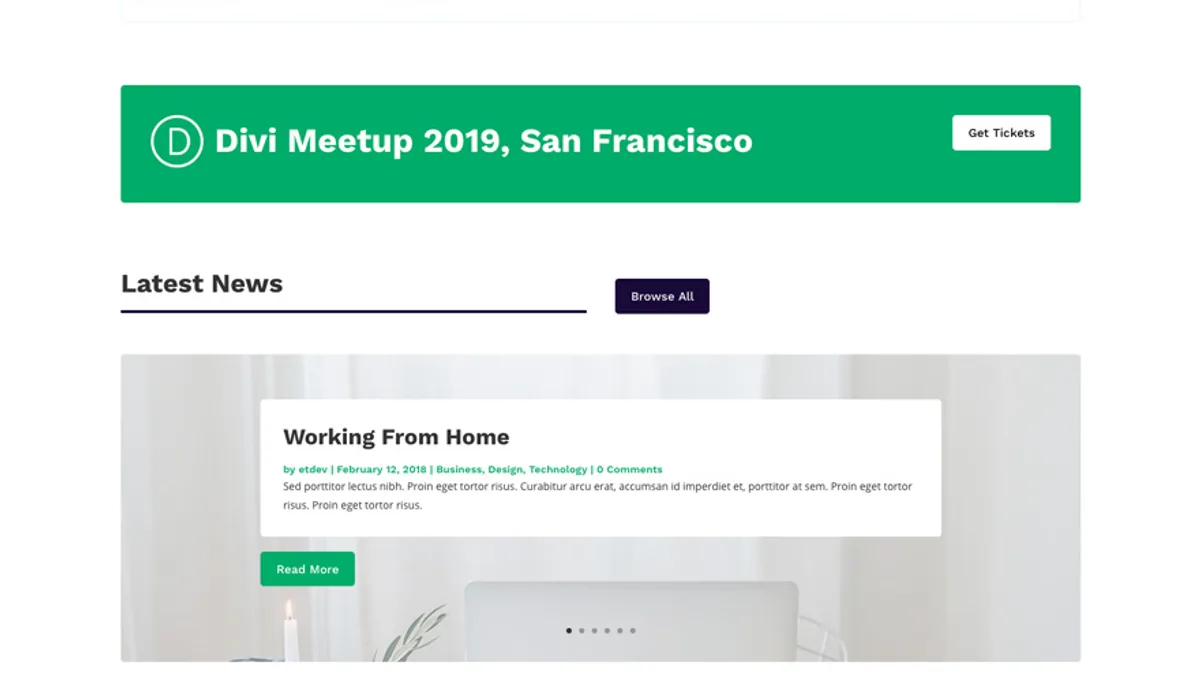 D Divi Meetup 2019, San Francisco
Get Tickets
Latest News
Browse All
Working From Home
by etdev | February 12, 2018 | Business, Design, Technology | 0 Comments
Sed porttitor lectus nibh. Proin eget tortor risus. Curabitur arcu erat, accumsan id imperdiet et, porttitor at sem. Proin eget tortor
risus. Proin eget tortor risus.
Read More